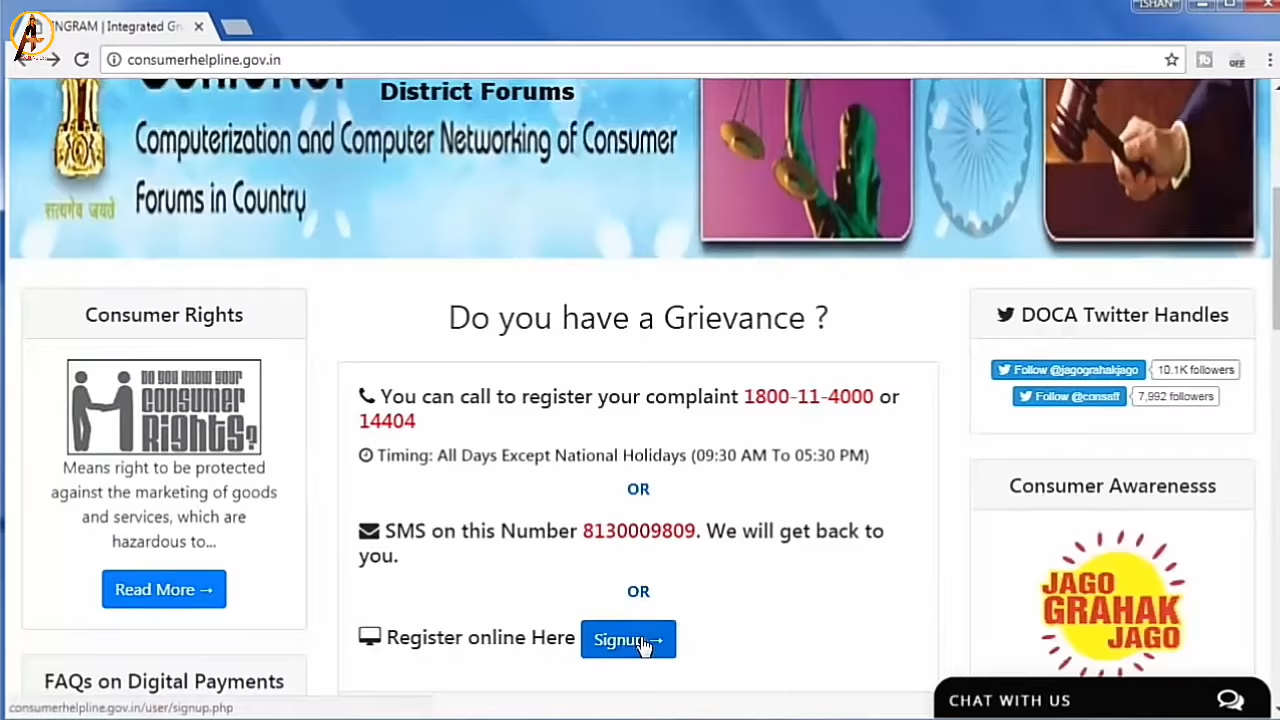 ISHAN
INGRAM | Integrated Gr
consumerhelpline.gov.in
OFF
District Forums
Computerization and Computer Networking of Consumer
Forums in Country
सत्यमेव जयते
Consumer Rights
DO YOU KNOW YOUR
CONSUMER
RIGHTS?
Means right to be protected
against the marketing of goods
and services, which are
hazardous to...
Read More →
FAQs on Digital Payments
Do you have a Grievance ?
You can call to register your complaint 1800-11-4000 or
14404
Timing: All Days Except National Holidays (09:30 AM To 05:30 PM)
OR
SMS on this Number 8130009809. We will get back to
you.
OR
Register online Here Signup →
DOCA Twitter Handles
Follow @jagograhakjago 10.1K followers
Follow @consaff 7,992 followers
Consumer Awarenesss
JAGO
GRAHAK
JAGO
CHAT WITH US
consumerhelpline.gov.in/user/signup.php